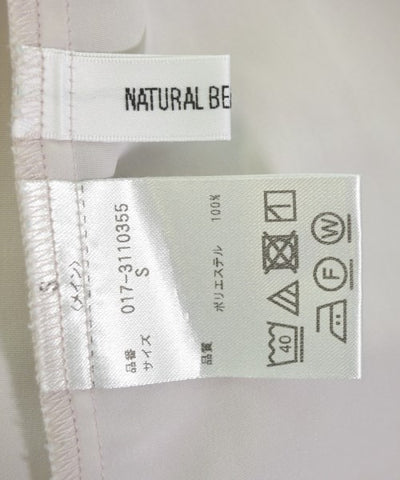 NATURAL BE
S
〈メイン〉
品番 017-3110355
サイズ S
品質 ポリエステル 100%
40
F
W